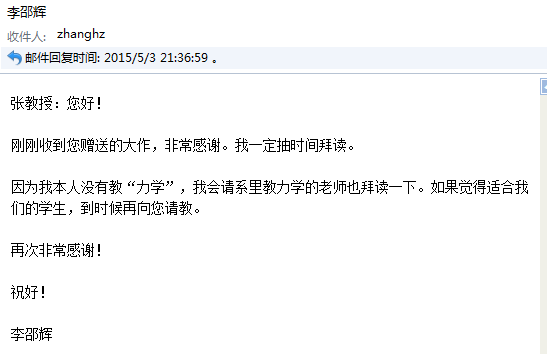 李邵辉
收件人: zhanghz
邮件回复时间: 2015/5/3 21:36:59 。
张教授：您好！
刚刚收到您赠送的大作，非常感谢。我一定抽时间拜读。
因为我本人没有教“力学”，我会请系里教力学的老师也拜读一下。如果觉得适合我
们的学生，到时候再向您请教。
再次非常感谢！
祝好！
李邵辉